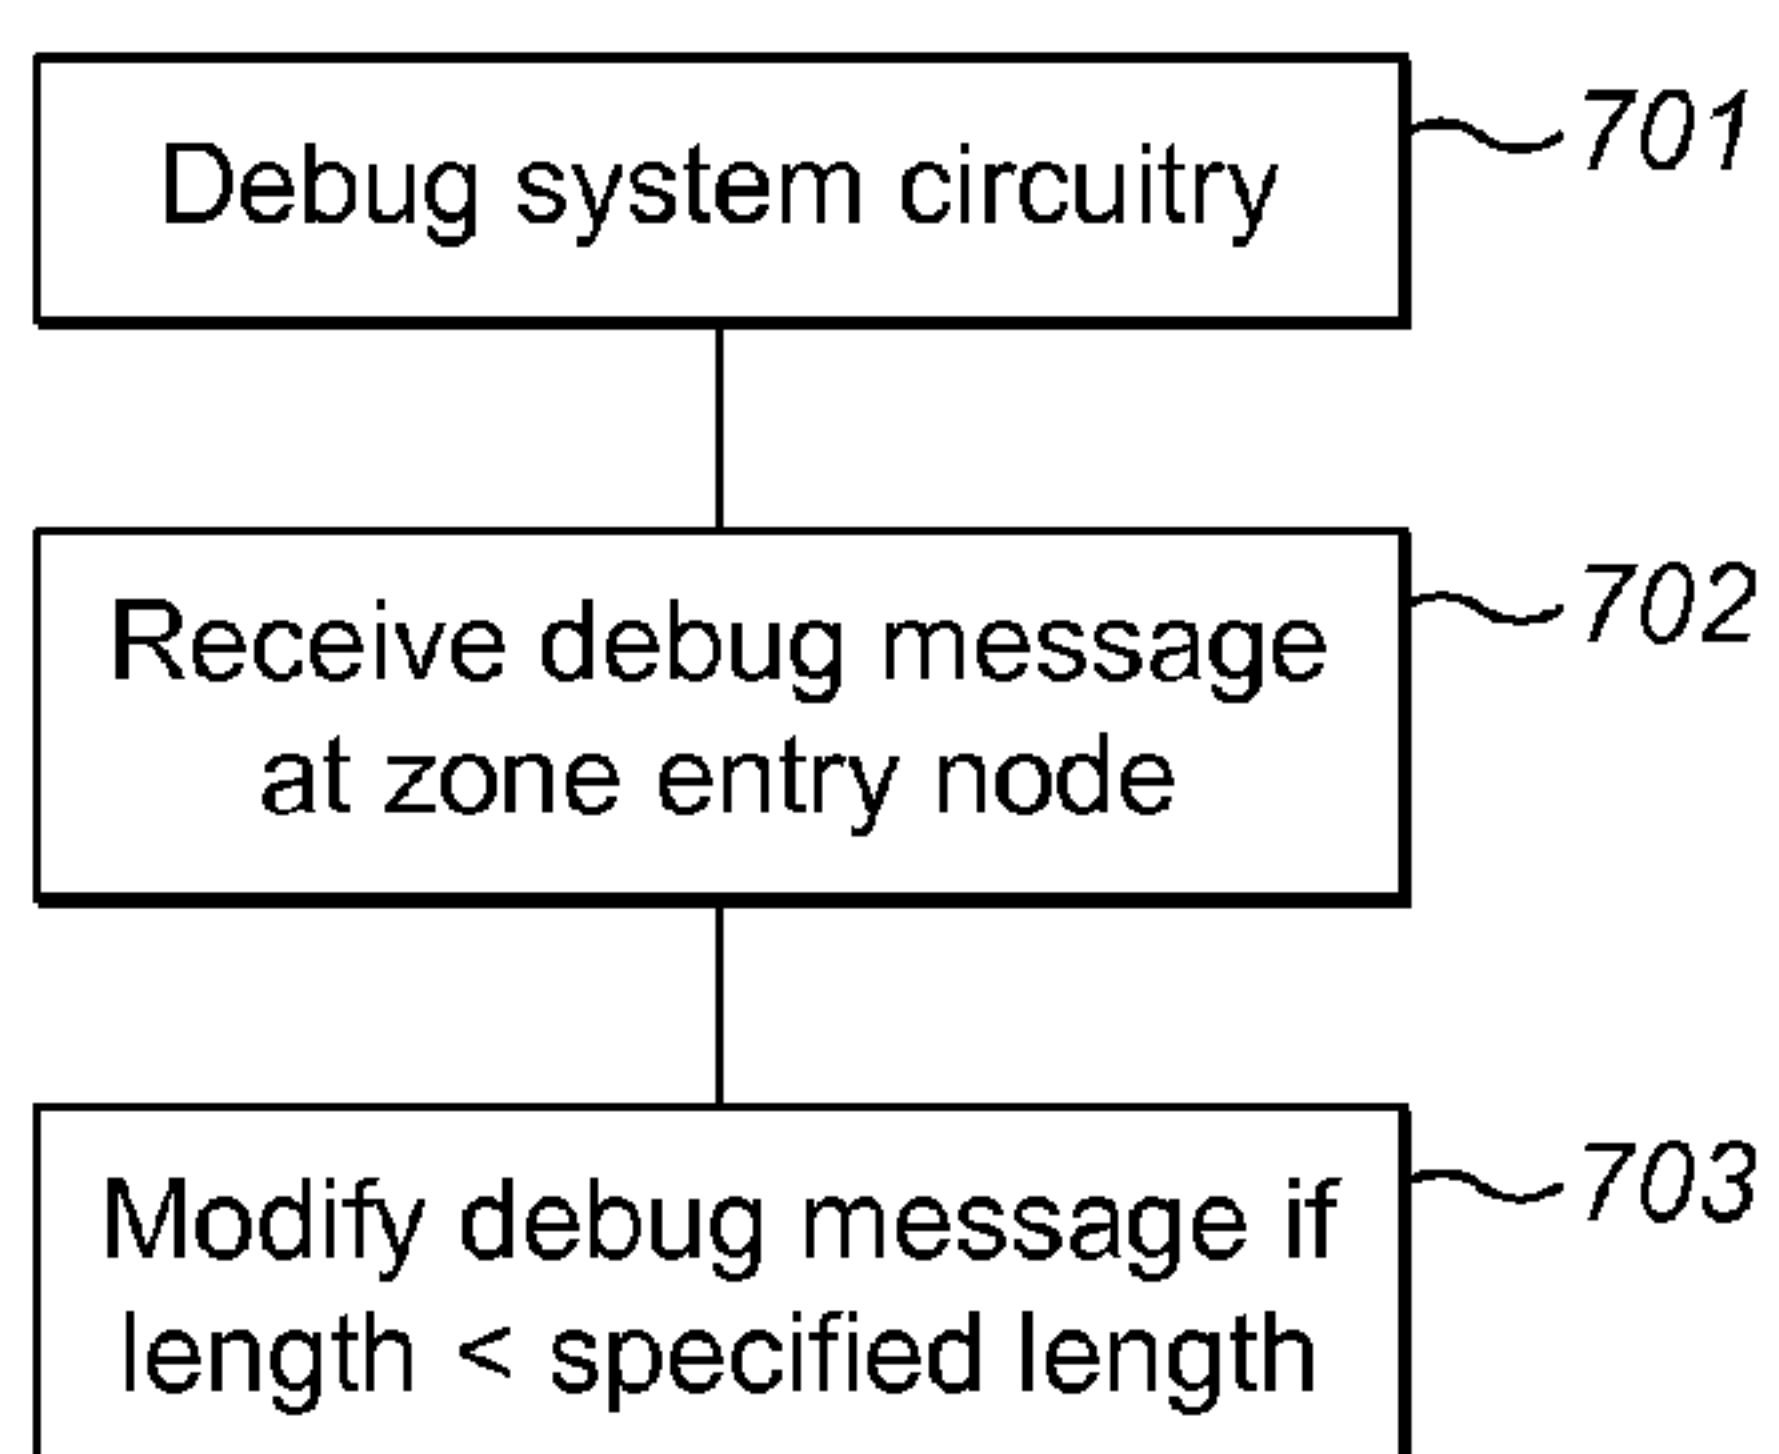 Debug system circuitry
701
Receive debug message
at zone entry node
702
Modify debug message if
length < specified length
703